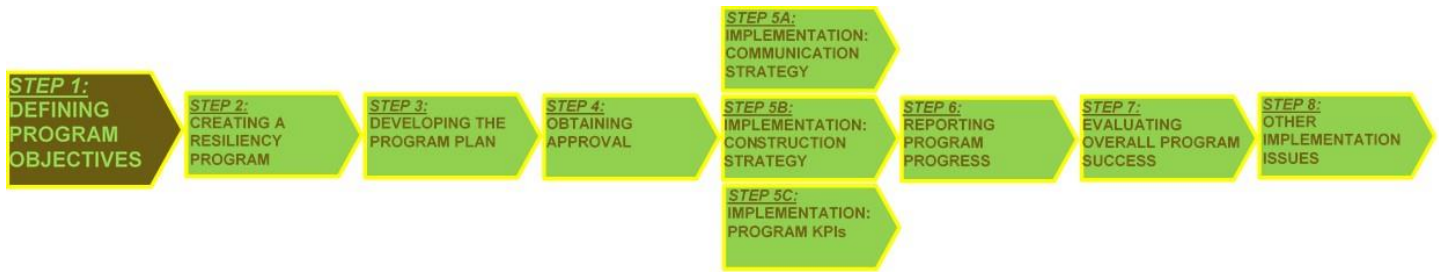 STEP 1:
DEFINING
PROGRAM
OBJECTIVES
STEP 2:
CREATING A
RESILIENCY
PROGRAM
STEP 3:
DEVELOPING THE
PROGRAM PLAN
STEP 4:
OBTAINING
APPROVAL
STEP 5A:
IMPLEMENTATION:
COMMUNICATION
STRATEGY
STEP 5B:
IMPLEMENTATION:
CONSTRUCTION
STRATEGY
STEP 5C:
IMPLEMENTATION:
PROGRAM KPIs
STEP 6:
REPORTING
PROGRAM
PROGRESS
STEP 7:
EVALUATING
OVERALL PROGRAM
SUCCESS
STEP 8:
OTHER
IMPLEMENTATION
ISSUES